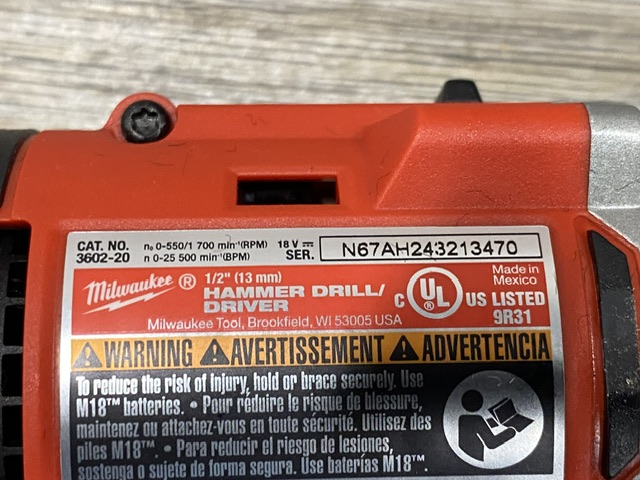 CAT. NO. n₀ 0-550/1 700 min⁻¹(RPM) 18 V ⎓
3602-20 n 0-25 500 min⁻¹(BPM) SER. N67AH243213470
Milwaukee ® 1/2" (13 mm)
HAMMER DRILL/
DRIVER
Milwaukee Tool, Brookfield, WI 53005 USA
C UL ® US LISTED
9R31
Made in
Mexico
WARNING AVERTISSEMENT ADVERTENCIA
To reduce the risk of injury, hold or brace securely. Use
M18™ batteries. • Pour réduire le risque de blessure,
maintenez ou attachez-vous en toute sécurité. Utilisez des
piles M18™. • Para reducir el riesgo de lesiones,
sostenga o sujete de forma segura. Use baterías M18™.